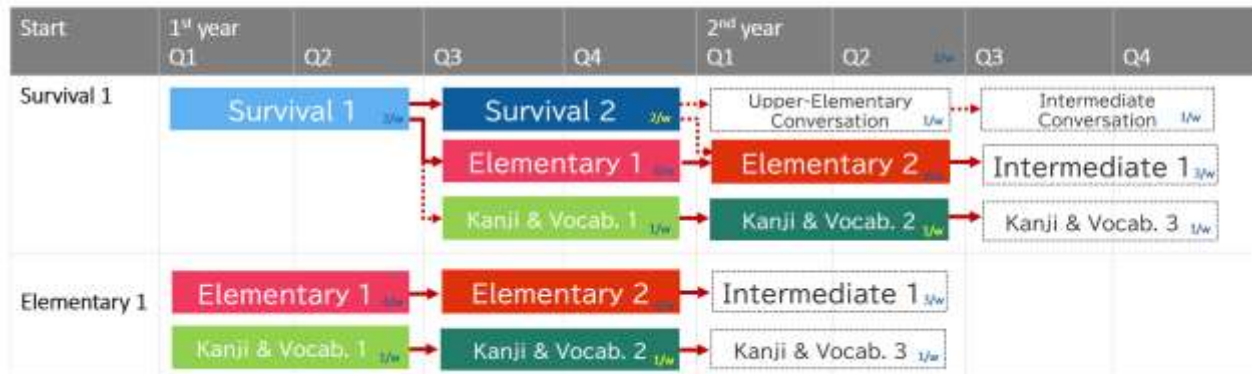 Start 1st year 2nd year
Q1 Q2 Q3 Q4 Q1 Q2 Q3 Q4
Survival 1
Survival 1 Survival 2 2/w Upper-Elementary Conversation 1/w Intermediate Conversation 1/w
Elementary 1 Elementary 2 Intermediate 1 3/w
Kanji & Vocab. 1 1/w Kanji & Vocab. 2 1/w Kanji & Vocab. 3 1/w
Elementary 1
Elementary 1 Elementary 2 Intermediate 1 3/w
Kanji & Vocab. 1 1/w Kanji & Vocab. 2 1/w Kanji & Vocab. 3 1/w